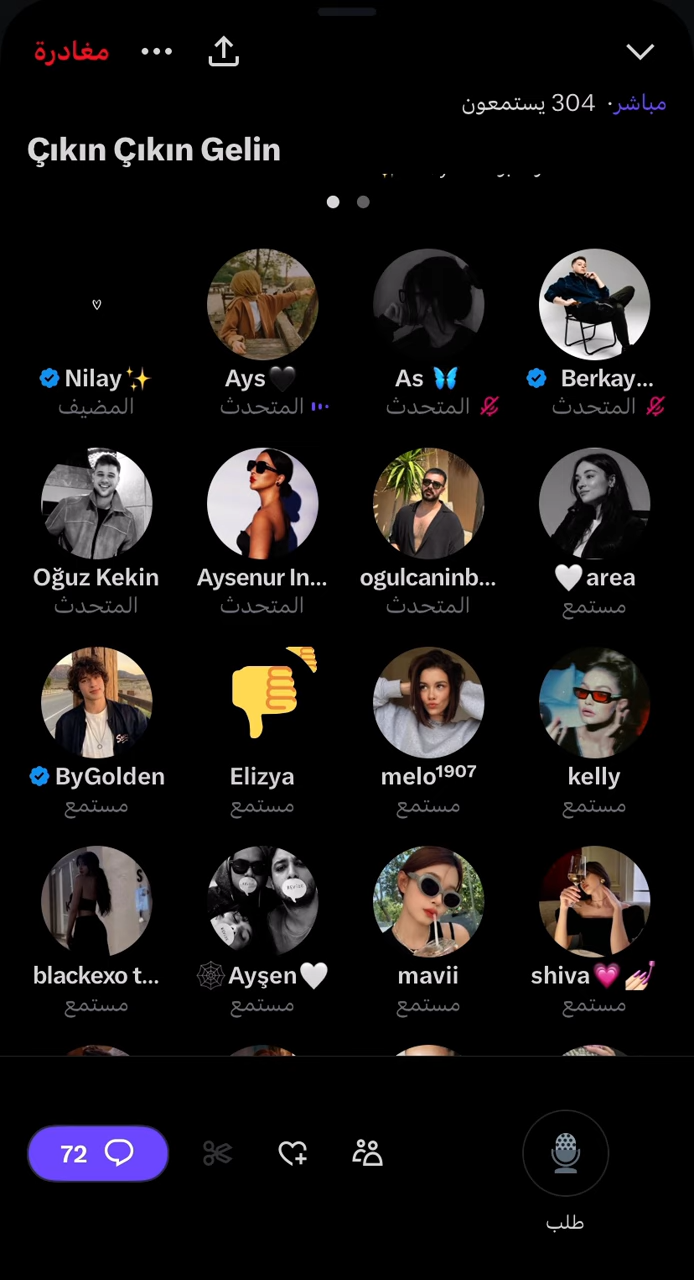 مغادرة
مباشر · 304 يستمعون
Çıkın Çıkın Gelin
Nilay✨
المضيف
Ays🖤
المتحدث
As 🦋
المتحدث
Berkay...
المتحدث
Oğuz Kekin
المتحدث
Aysenur In...
المتحدث
ogulcaninb...
المتحدث
🤍area
مستمع
ByGolden
مستمع
Elizya
مستمع
melo¹⁹⁰⁷
مستمع
kelly
مستمع
blackexo t...
مستمع
🕸️Ayşen🤍
مستمع
mavii
مستمع
shiva💗💅🏻
مستمع
72
طلب